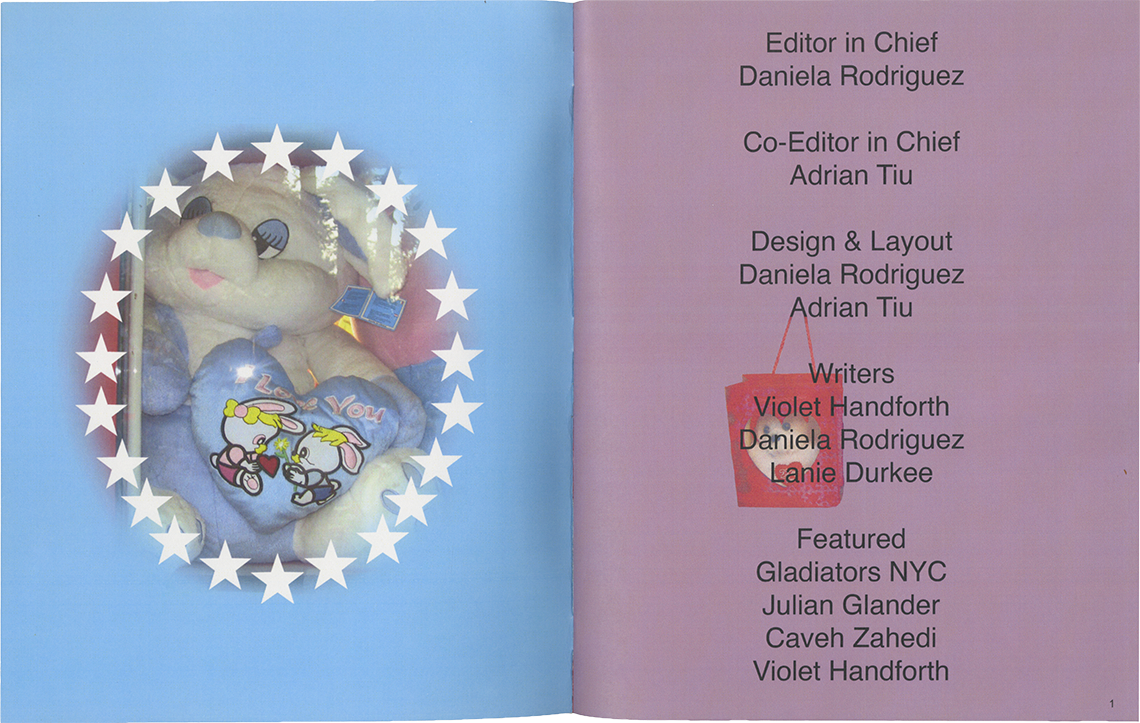 I Love You
Editor in Chief
Daniela Rodriguez
Co-Editor in Chief
Adrian Tiu
Design & Layout
Daniela Rodriguez
Adrian Tiu
Writers
Violet Handforth
Daniela Rodriguez
Lanie Durkee
Featured
Gladiators NYC
Julian Glander
Caveh Zahedi
Violet Handforth
1